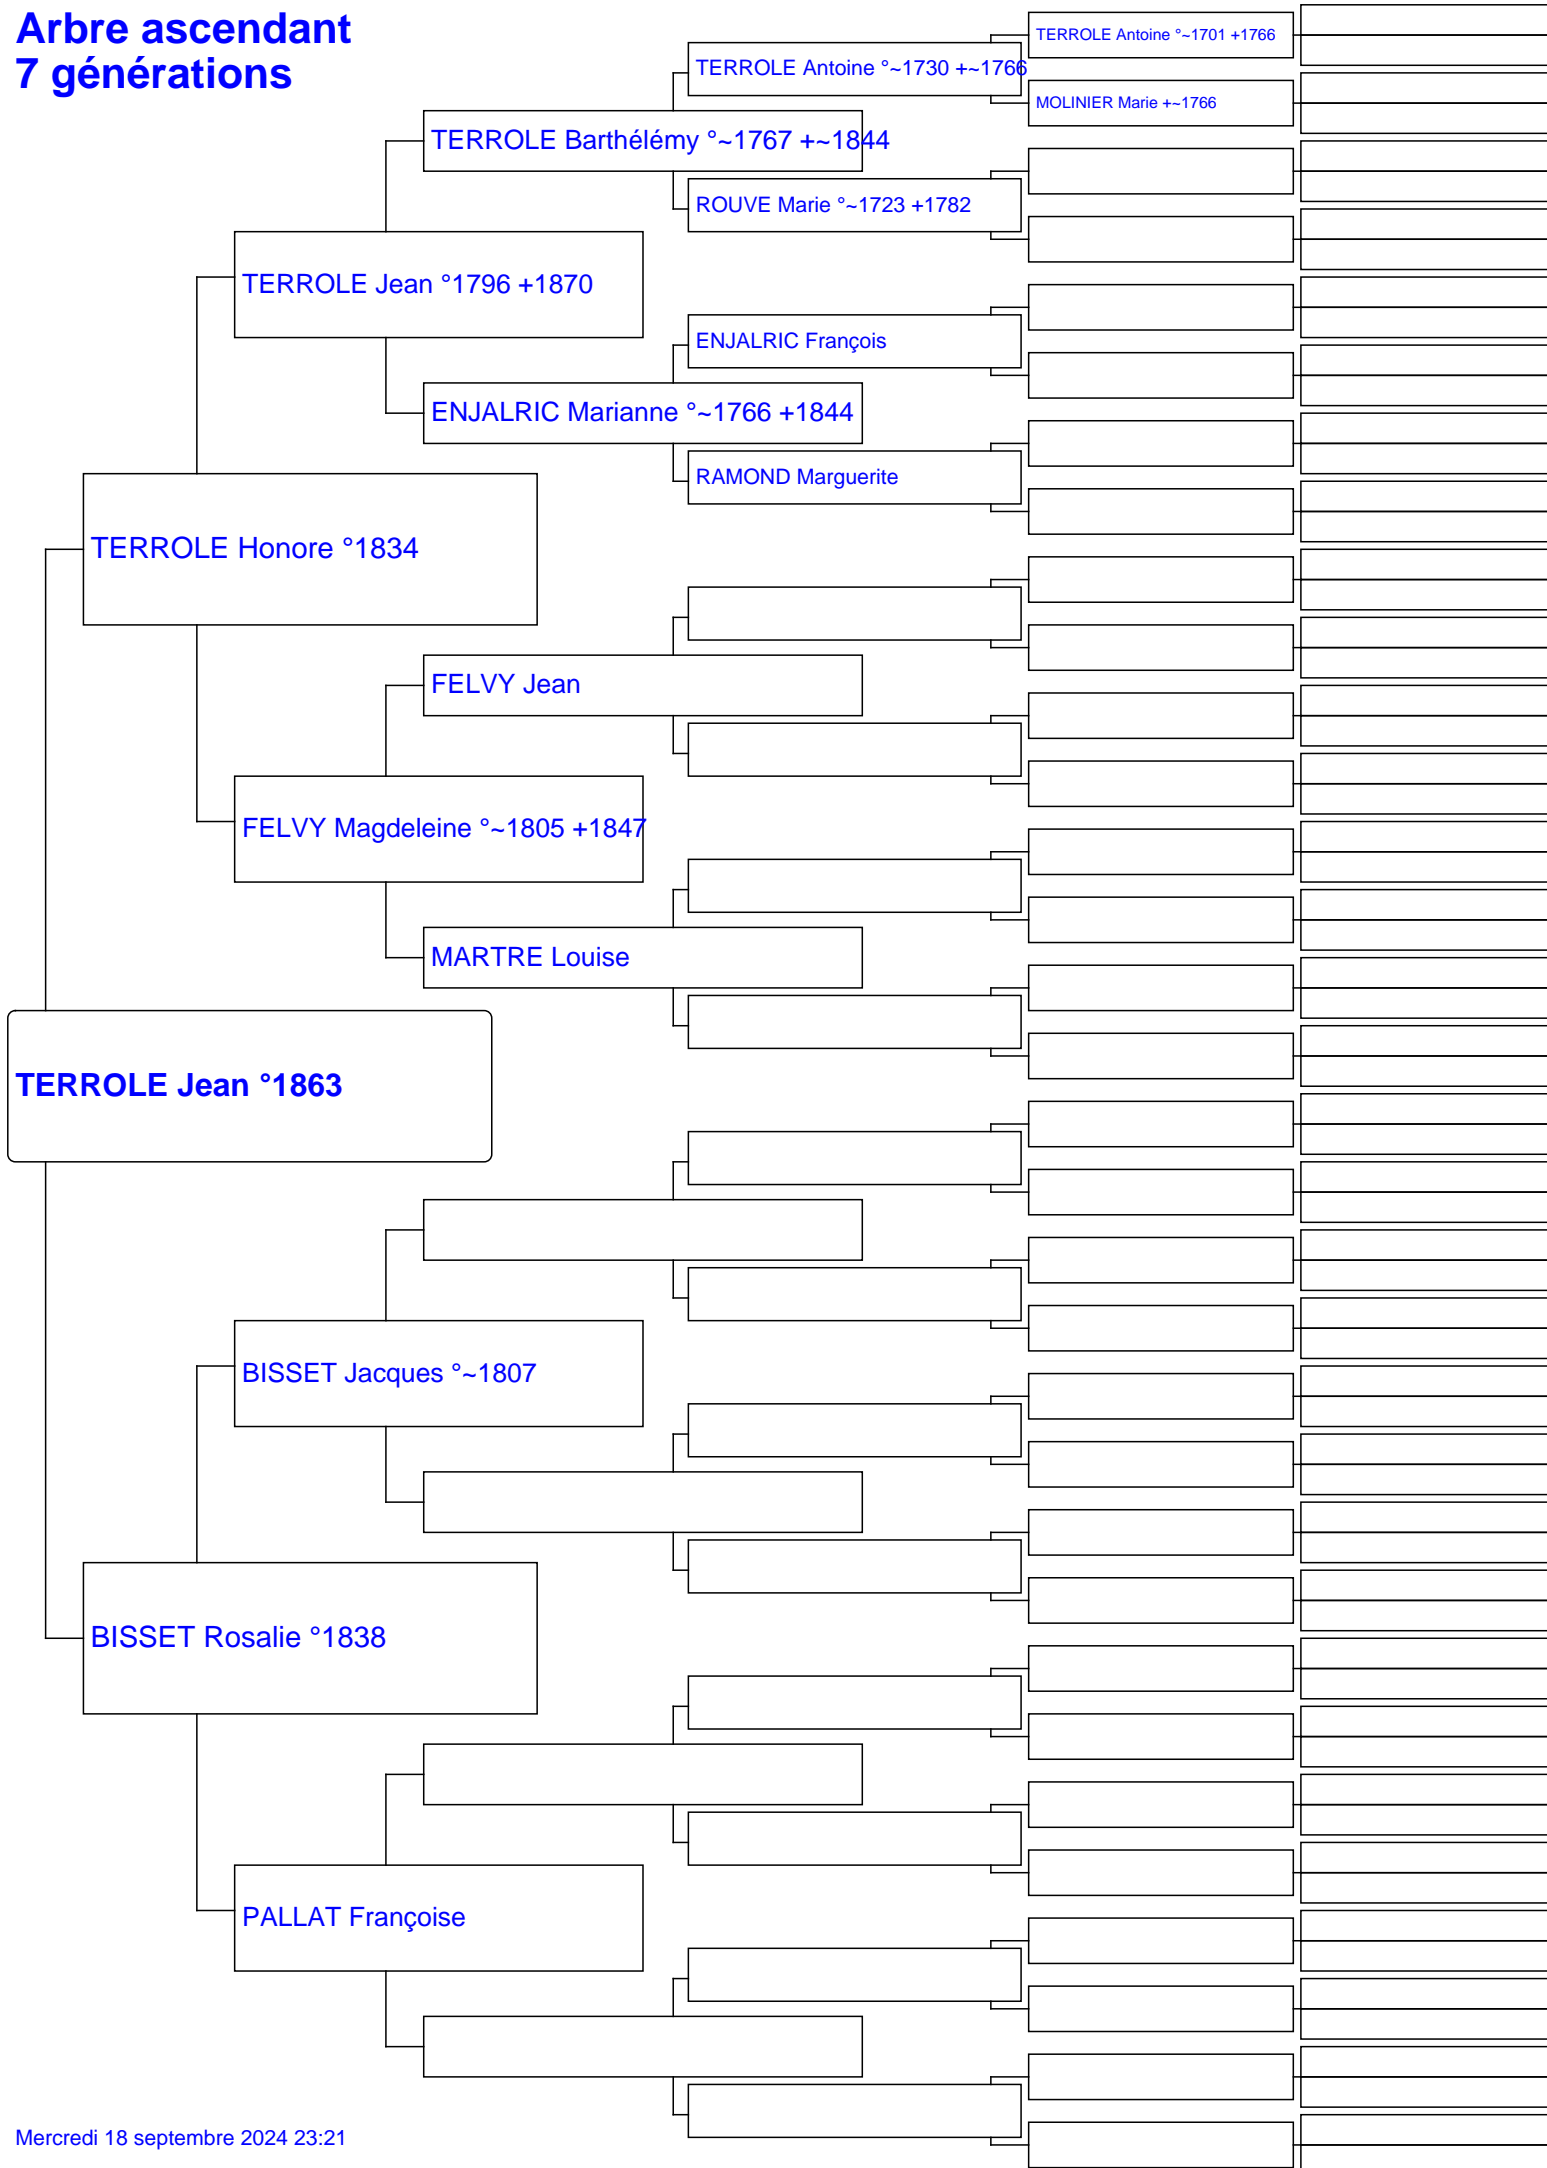 Arbre ascendant
7 générations
TERROLE Antoine °~1701 +1766
TERROLE Antoine °~1730 +~1766
MOLINIER Marie +~1766
TERROLE Barthélémy °~1767 +~1844
ROUVE Marie °~1723 +1782
TERROLE Jean °1796 +1870
ENJALRIC François
ENJALRIC Marianne °~1766 +1844
RAMOND Marguerite
TERROLE Honore °1834
FELVY Jean
FELVY Magdeleine °~1805 +1847
MARTRE Louise
TERROLE Jean °1863
BISSET Jacques °~1807
BISSET Rosalie °1838
PALLAT Françoise
Mercredi 18 septembre 2024 23:21